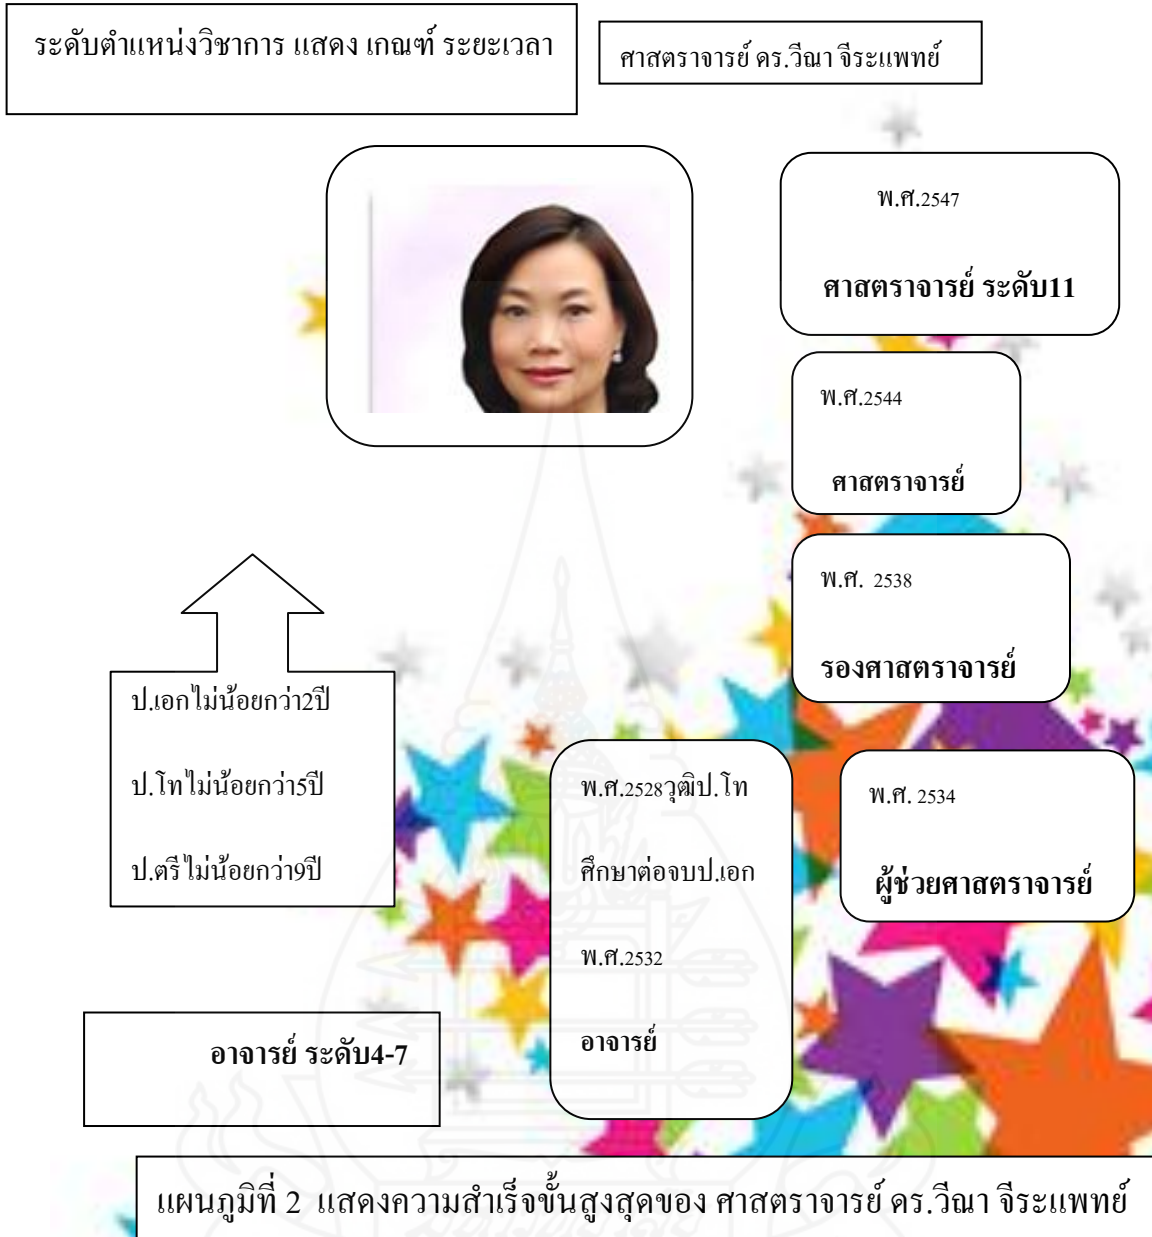 ระดับตำแหน่งวิชาการ แสดง เกณฑ์ ระยะเวลา
ศาสตราจารย์ ดร.วีณา จีระแพทย์
พ.ศ.2547
ศาสตราจารย์ ระดับ11
พ.ศ.2544
ศาสตราจารย์
พ.ศ. 2538
รองศาสตราจารย์
ป.เอกไม่น้อยกว่า2ปี
ป.โทไม่น้อยกว่า5ปี
ป.ตรีไม่น้อยกว่า9ปี
พ.ศ.2528วุฒิป.โท
ศึกษาต่อจบป.เอก
พ.ศ.2532
อาจารย์
พ.ศ. 2534
ผู้ช่วยศาสตราจารย์
อาจารย์ ระดับ4-7
แผนภูมิที่ 2 แสดงความสำเร็จขั้นสูงสุดของ ศาสตราจารย์ ดร.วีณา จีระแพทย์